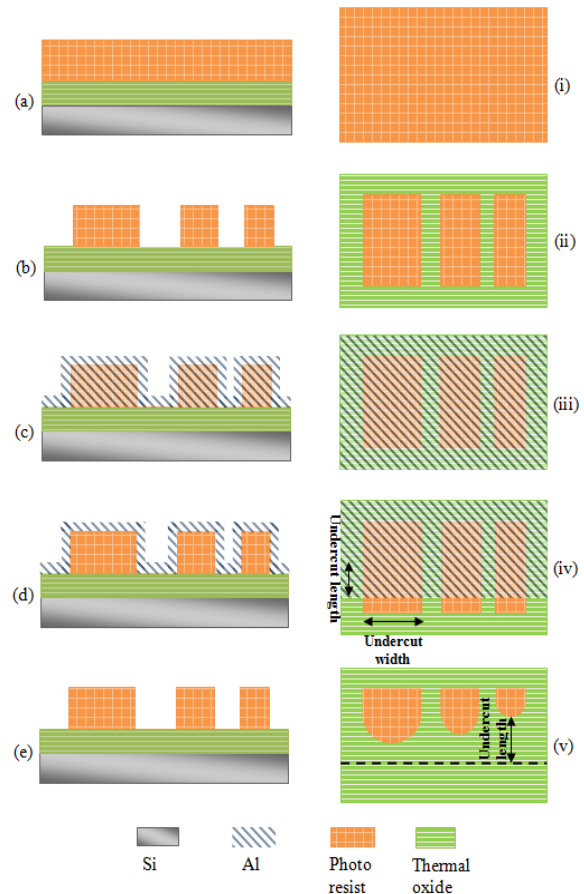 (a)
(i)
(b)
(ii)
(c)
(iii)
(d)
Undercut length
(iv)
Undercut
width
(e)
Undercut
length
(v)
Si
Al
Photo
resist
Thermal
oxide